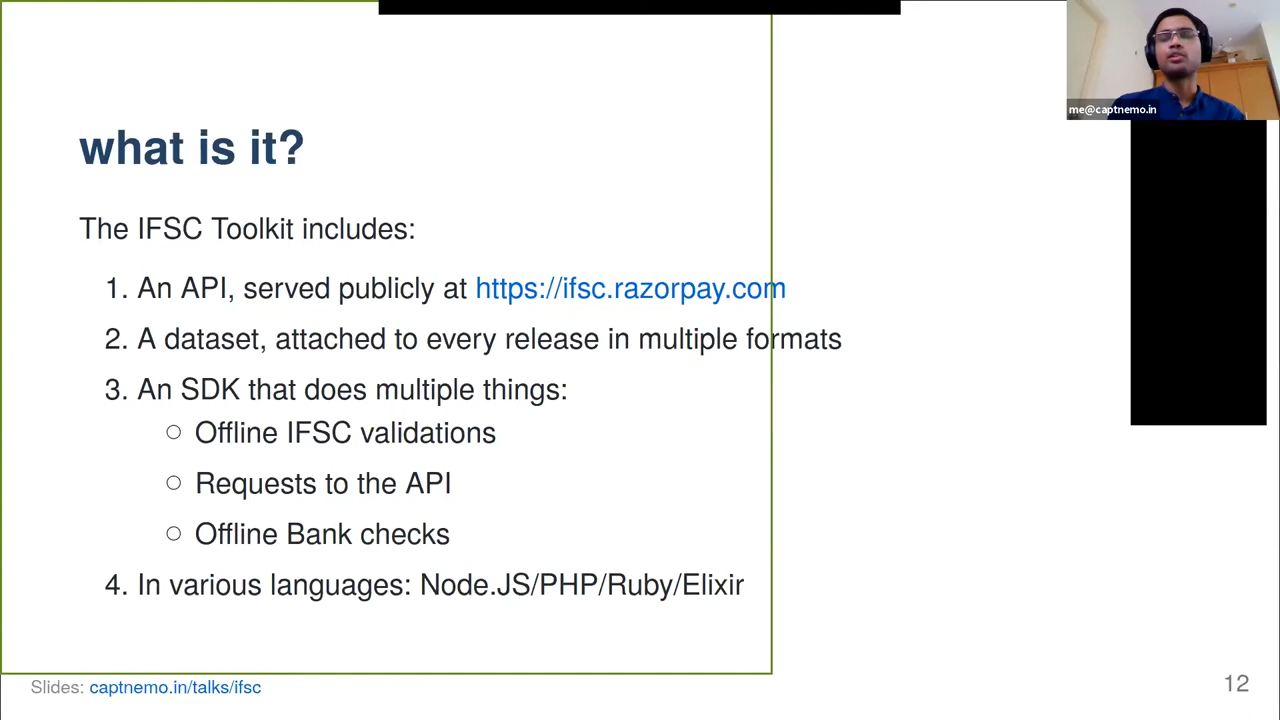 me@captnemo.in
what is it?
The IFSC Toolkit includes:
1. An API, served publicly at https://ifsc.razorpay.com
2. A dataset, attached to every release in multiple formats
3. An SDK that does multiple things:
○ Offline IFSC validations
○ Requests to the API
○ Offline Bank checks
4. In various languages: Node.JS/PHP/Ruby/Elixir
Slides: captnemo.in/talks/ifsc
12